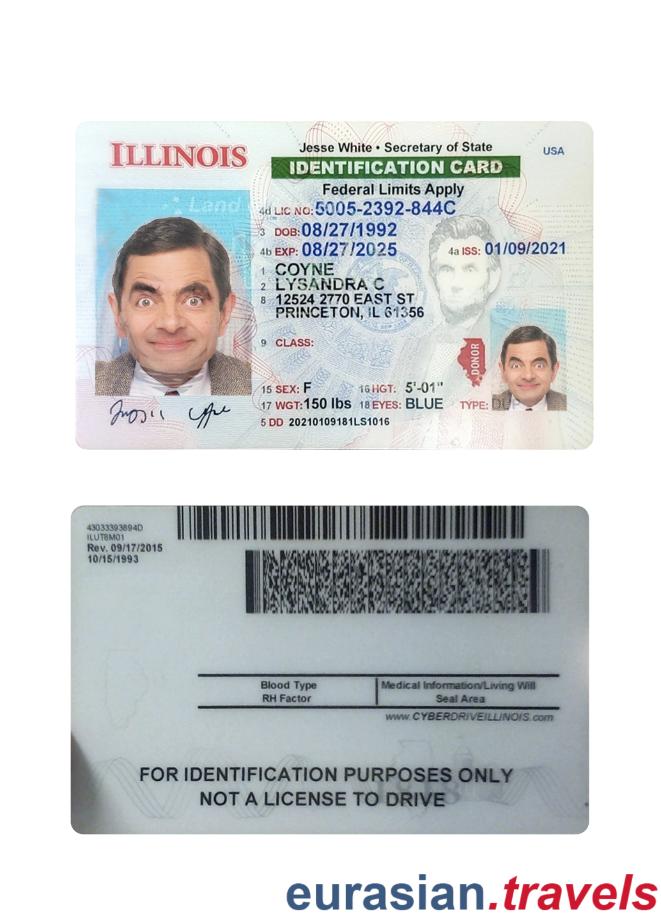 ILLINOIS
Jesse White • Secretary of State
USA
IDENTIFICATION CARD
Federal Limits Apply
4d LIC NO: 5005-2392-844C
3 DOB: 08/27/1992
4b EXP: 08/27/2025
4a ISS: 01/09/2021
1 COYNE
2 LYSANDRA C
8 12524 2770 EAST ST
PRINCETON, IL 61356
9 CLASS:
DONOR
15 SEX: F 16 HGT: 5'-01"
17 WGT: 150 lbs 18 EYES: BLUE TYPE: DUP
5 DD 20210109181LS1016
Land
43033393894D
ILUTBM01
Rev. 09/17/2015
10/15/1993
Blood Type
RH Factor
Medical Information/Living Will
Seal Area
www.CYBERDRIVEILLINOIS.com
FOR IDENTIFICATION PURPOSES ONLY
NOT A LICENSE TO DRIVE
eurasian.travels